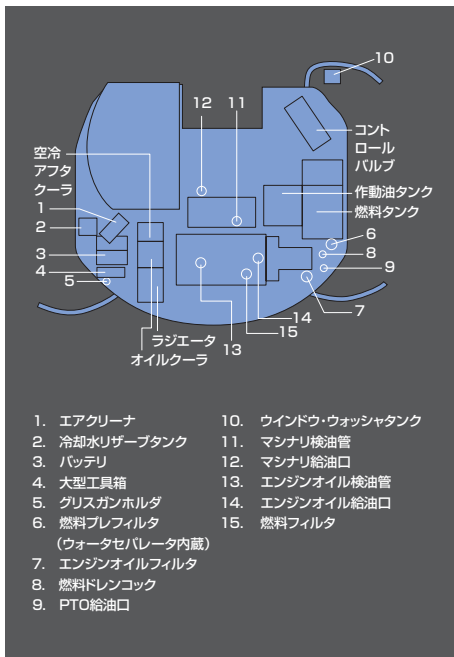 10
12
11
コント
ロール
バルブ
空冷
アフタ
クーラ
作動油タンク
燃料タンク
1
2
3
4
5
6
8
9
7
14
15
13
ラジエータ
オイルクーラ
1. エアクリーナ
2. 冷却水リザーブタンク
3. バッテリ
4. 大型工具箱
5. グリスガンホルダ
6. 燃料プレフィルタ
（ウォータセパレータ内蔵）
7. エンジンオイルフィルタ
8. 燃料ドレンコック
9. PTO給油口
10. ウインドウ・ウォッシャタンク
11. マシナリ検油管
12. マシナリ給油口
13. エンジンオイル検油管
14. エンジンオイル給油口
15. 燃料フィルタ